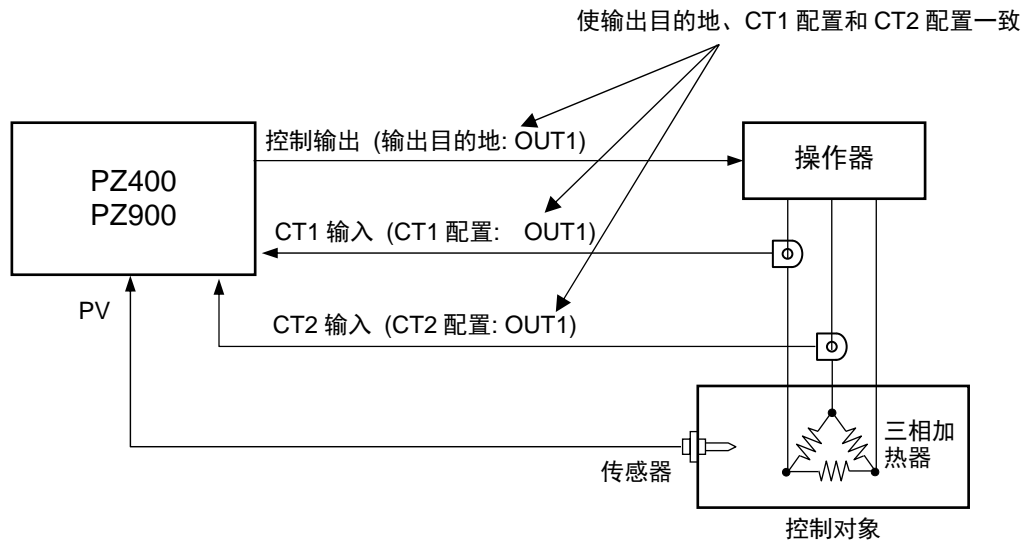 使输出目的地、CT1 配置和 CT2 配置一致
控制输出 (输出目的地: OUT1)
操作器
PZ400
PZ900
CT1 输入 (CT1 配置: OUT1)
PV
CT2 输入 (CT2 配置: OUT1)
三相加
热器
传感器
控制对象